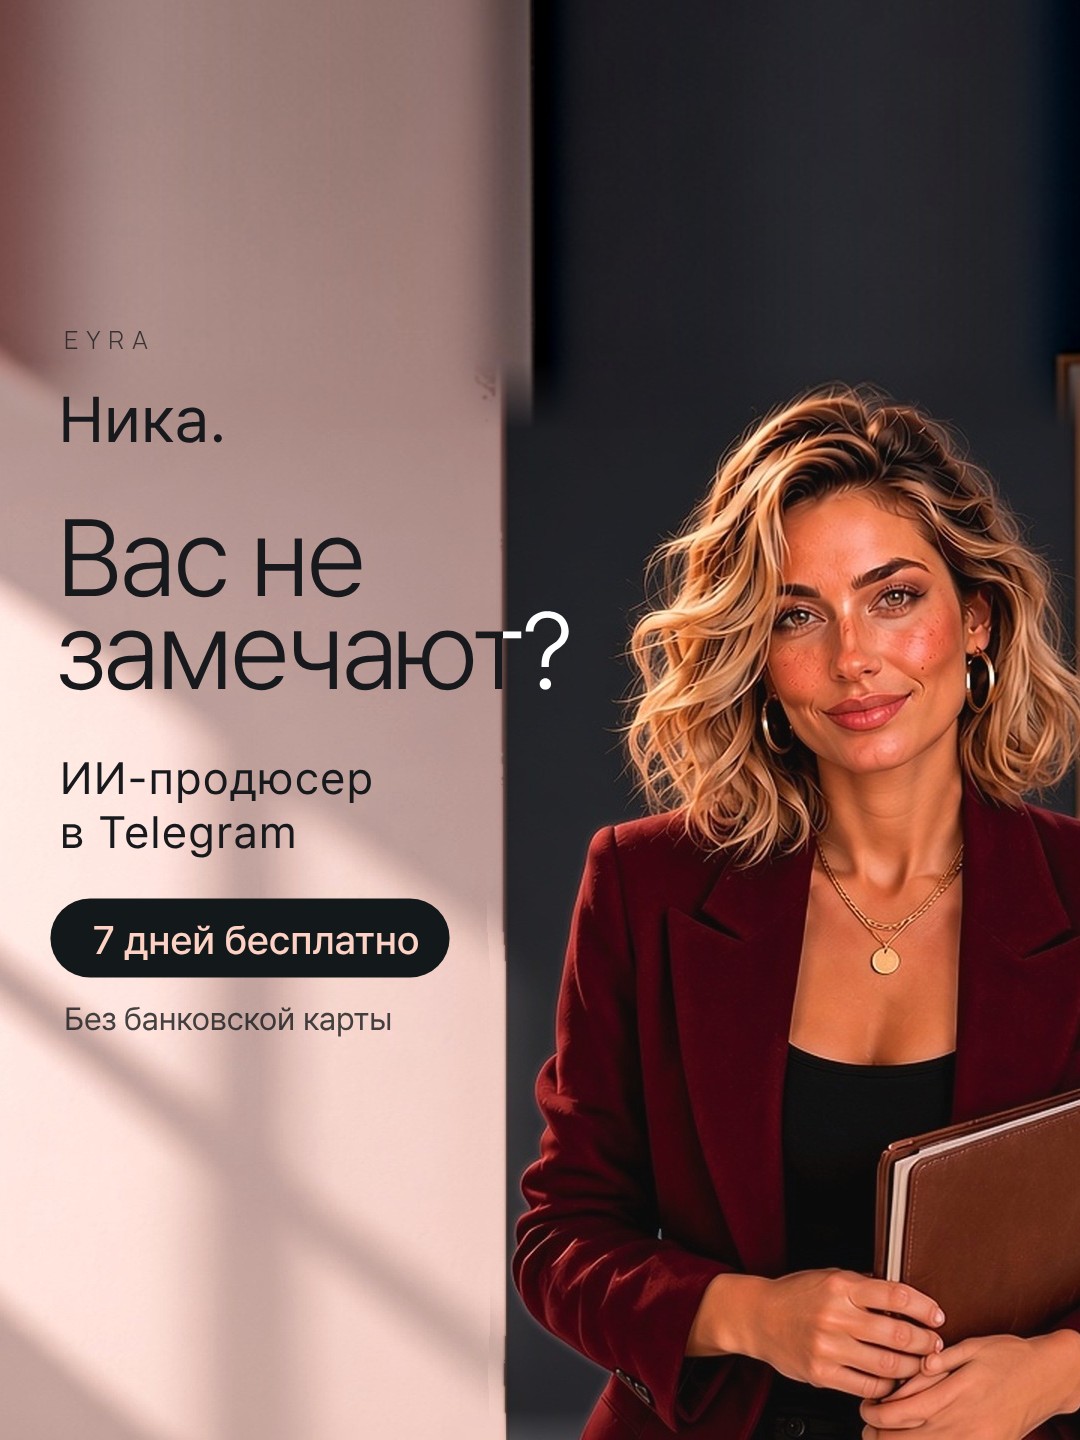 EYRA
Ника.
Вас не
замечают?
ИИ-продюсер
в Telegram
7 дней бесплатно
Без банковской карты